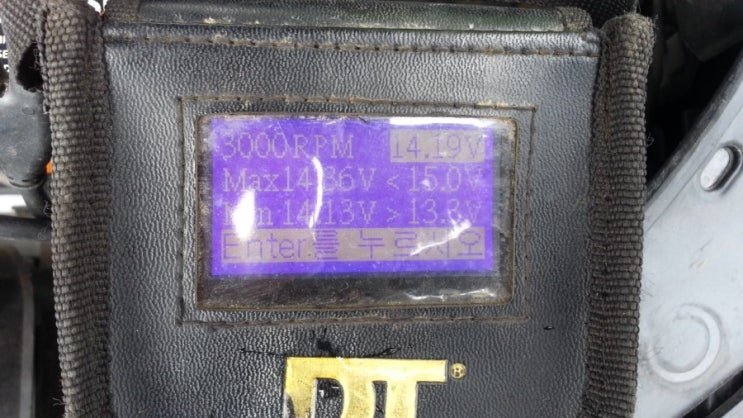 3000RPM 14.19V
Max14.36V <15.0V
min 14.13V >13.3V
Enter를 누르시오
®